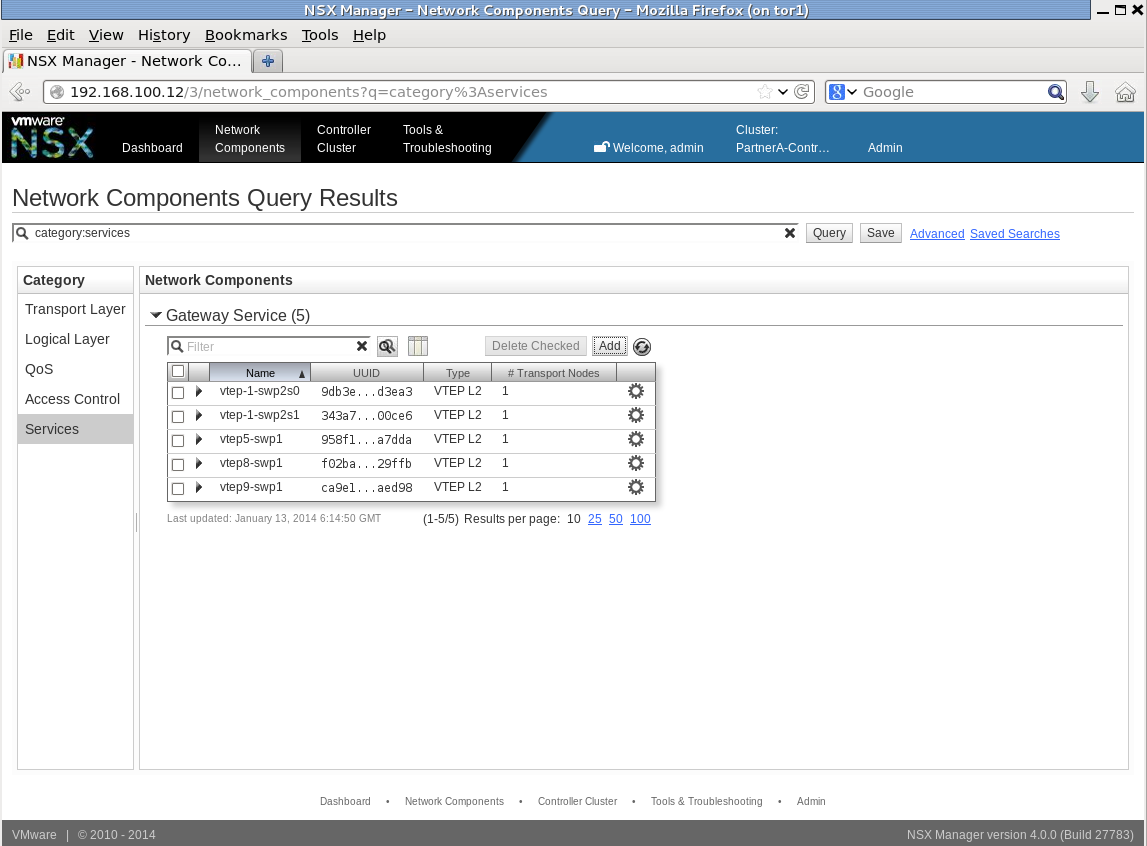 NSX Manager - Network Components Query - Mozilla Firefox (on tor1)
File Edit View History Bookmarks Tools Help
NSX Manager - Network Co...
192.168.100.12/3/network_components?q=category%3Aservices
Google
vmware NSX
Dashboard
Network Components
Controller Cluster
Tools & Troubleshooting
Welcome, admin
Cluster: PartnerA-Contr...
Admin
Network Components Query Results
category:services
Query Save Advanced Saved Searches
Category
Transport Layer
Logical Layer
QoS
Access Control
Services
Network Components
Gateway Service (5)
Filter
Delete Checked Add
Name UUID Type # Transport Nodes
vtep-1-swp2s0 9db3e...d3ea3 VTEP L2 1
vtep-1-swp2s1 343a7...00ce6 VTEP L2 1
vtep5-swp1 958f1...a7dda VTEP L2 1
vtep8-swp1 f02ba...29ffb VTEP L2 1
vtep9-swp1 ca9e1...aed98 VTEP L2 1
Last updated: January 13, 2014 6:14:50 GMT (1-5/5) Results per page: 10 25 50 100
Dashboard • Network Components • Controller Cluster • Tools & Troubleshooting • Admin
VMware | © 2010 - 2014 NSX Manager version 4.0.0 (Build 27783)